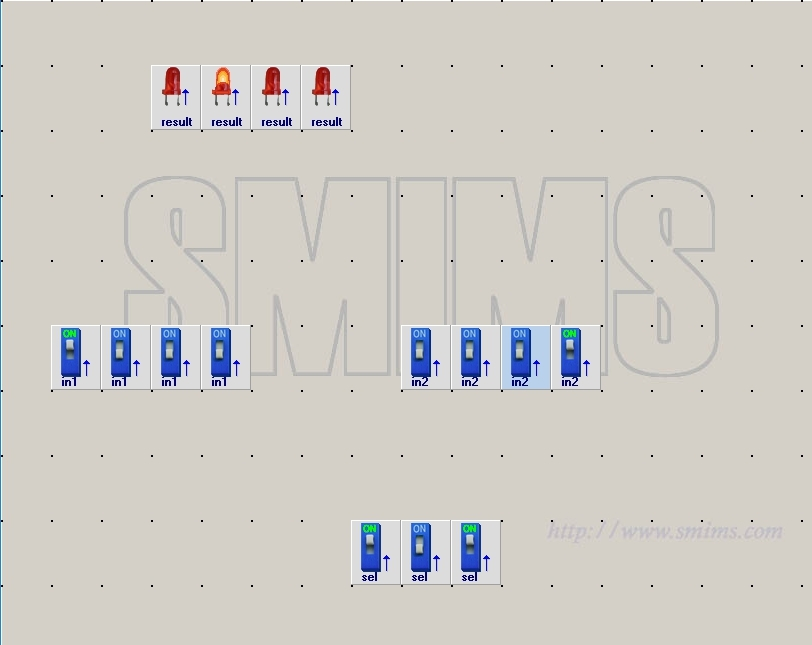 result result result result
SMIMS
ON ON ON ON ON ON ON ON
in1 in1 in1 in1 in2 in2 in2 in2
http://www.smims.com
ON ON ON
sel sel sel